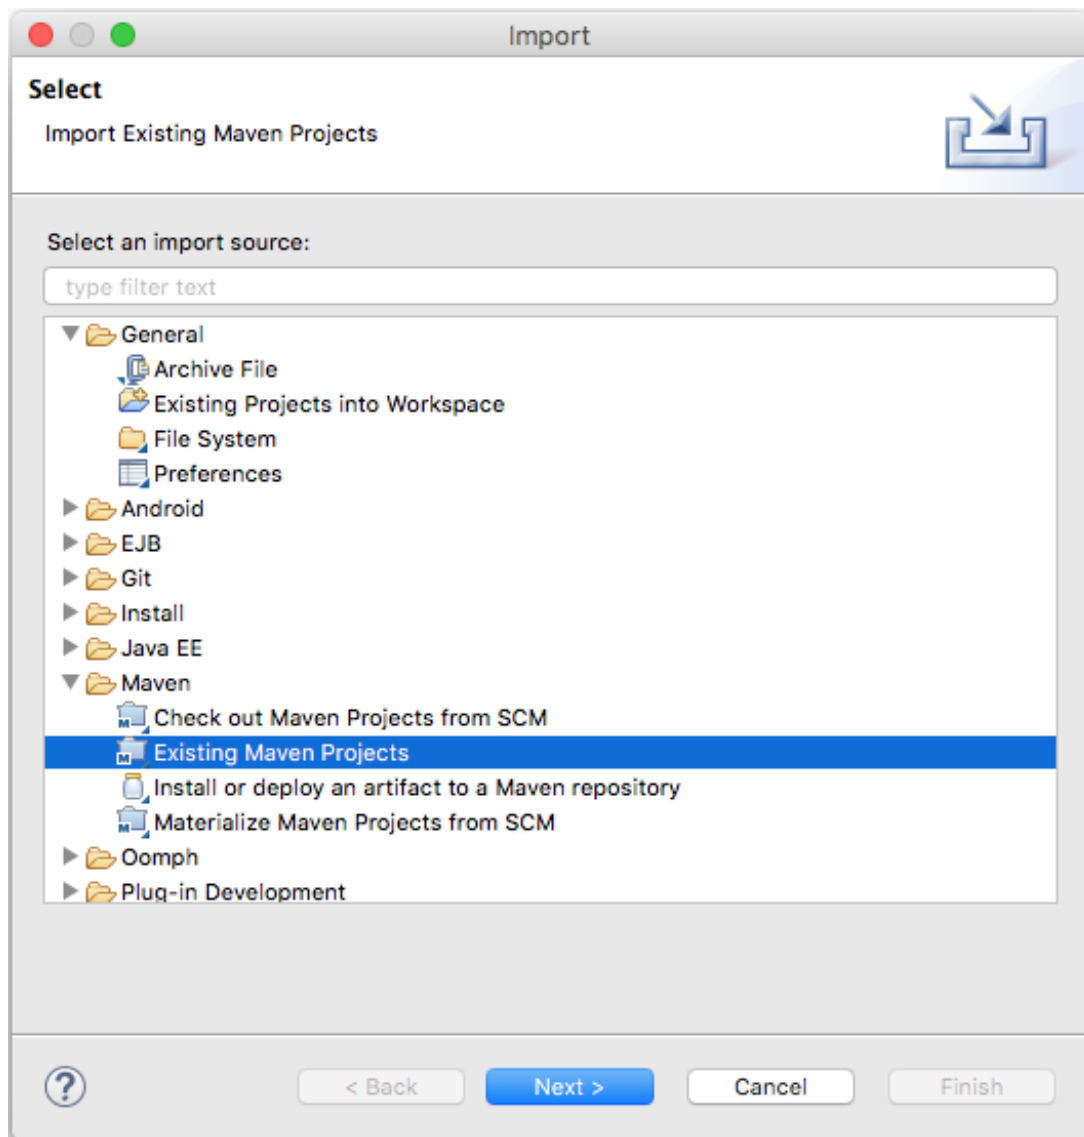 Import
Select
Import Existing Maven Projects
Select an import source:
type filter text
General
Archive File
Existing Projects into Workspace
File System
Preferences
Android
EJB
Git
Install
Java EE
Maven
Check out Maven Projects from SCM
Existing Maven Projects
Install or deploy an artifact to a Maven repository
Materialize Maven Projects from SCM
Oomph
Plug-in Development
? < Back Next > Cancel Finish